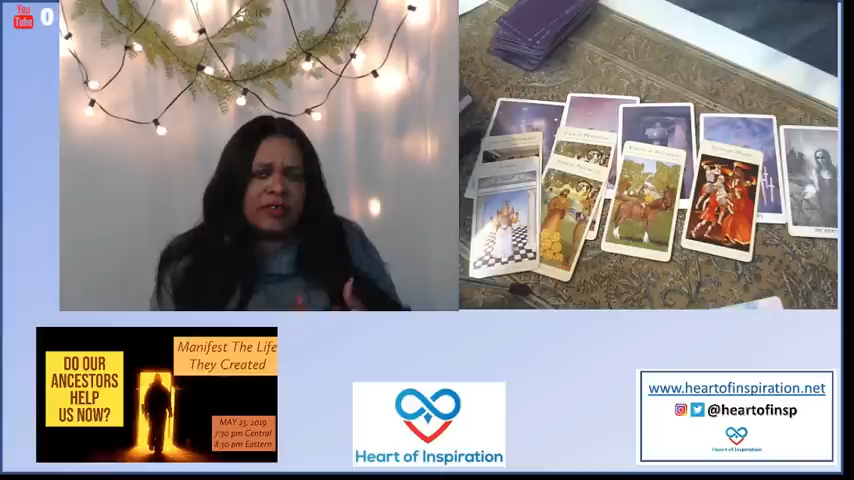 You
Tube
0
DO OUR
ANCESTORS
HELP
US NOW?
Manifest The Life
They Created
MAY 23, 2019
7:30 pm Central
8:30 pm Eastern
Heart of Inspiration
www.heartofinspiration.net
@heartofinsp
Heart of Inspiration